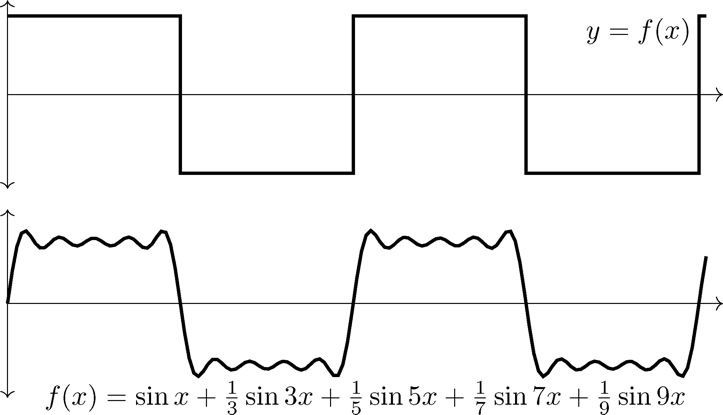 y = f(x)
f(x) = sin x + 1/3 sin 3x + 1/5 sin 5x + 1/7 sin 7x + 1/9 sin 9x